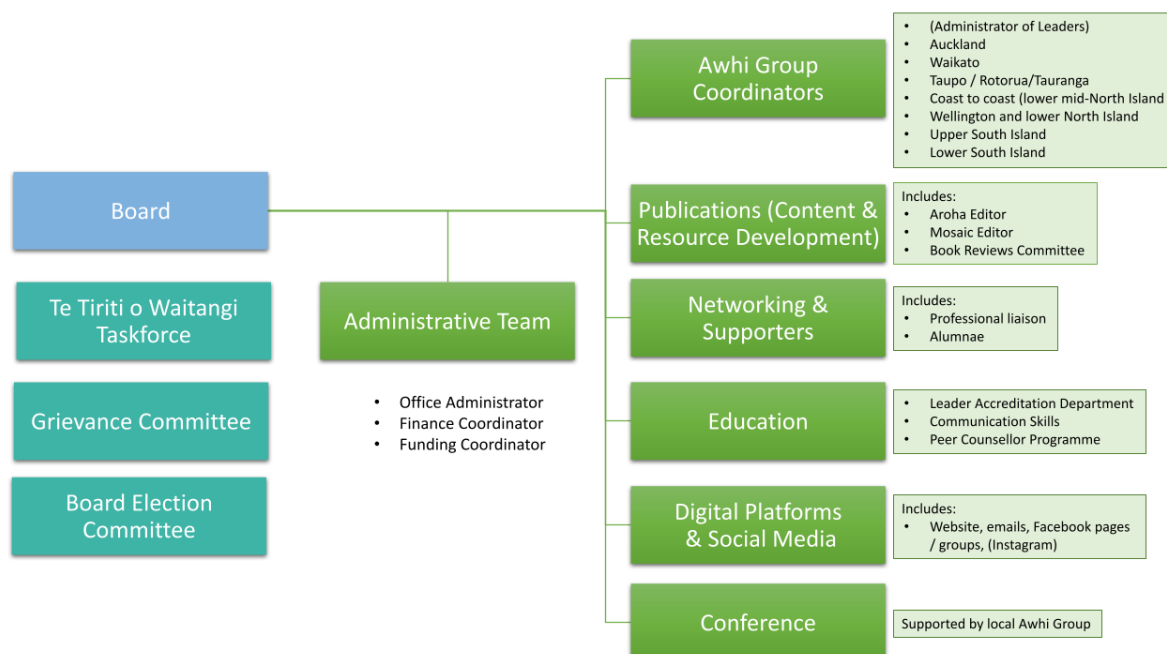 Board
Te Tiriti o Waitangi
Taskforce
Grievance Committee
Board Election
Committee
Administrative Team
• Office Administrator
• Finance Coordinator
• Funding Coordinator
Awhi Group
Coordinators
• (Administrator of Leaders)
• Auckland
• Waikato
• Taupo / Rotorua/Tauranga
• Coast to coast (lower mid-North Island
• Wellington and lower North Island
• Upper South Island
• Lower South Island
Publications (Content &
Resource Development)
Includes:
• Aroha Editor
• Mosaic Editor
• Book Reviews Committee
Networking &
Supporters
Includes:
• Professional liaison
• Alumnae
Education
• Leader Accreditation Department
• Communication Skills
• Peer Counsellor Programme
Digital Platforms
& Social Media
Includes:
• Website, emails, Facebook pages
/ groups, (Instagram)
Conference
Supported by local Awhi Group